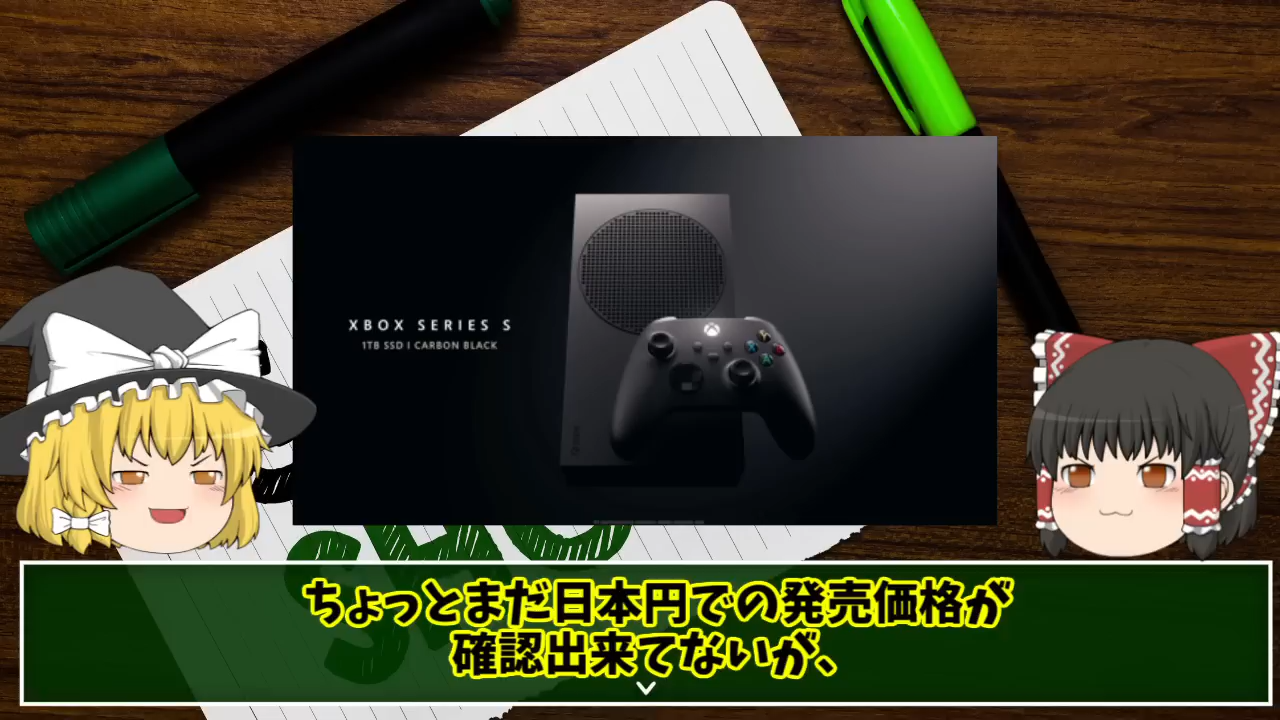 XBOX SERIES S
1TB SSD | CARBON BLACK
ちょっとまだ日本円での発売価格が
確認出来てないが、